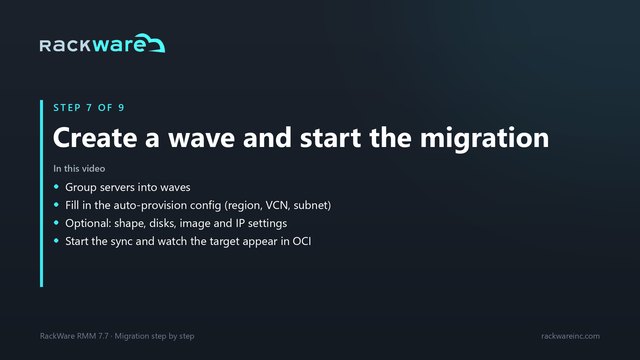 RACKWARE
STEP 7 OF 9
Create a wave and start the migration
In this video
• Group servers into waves
• Fill in the auto-provision config (region, VCN, subnet)
• Optional: shape, disks, image and IP settings
• Start the sync and watch the target appear in OCI
RackWare RMM 7.7 · Migration step by step
rackwareinc.com